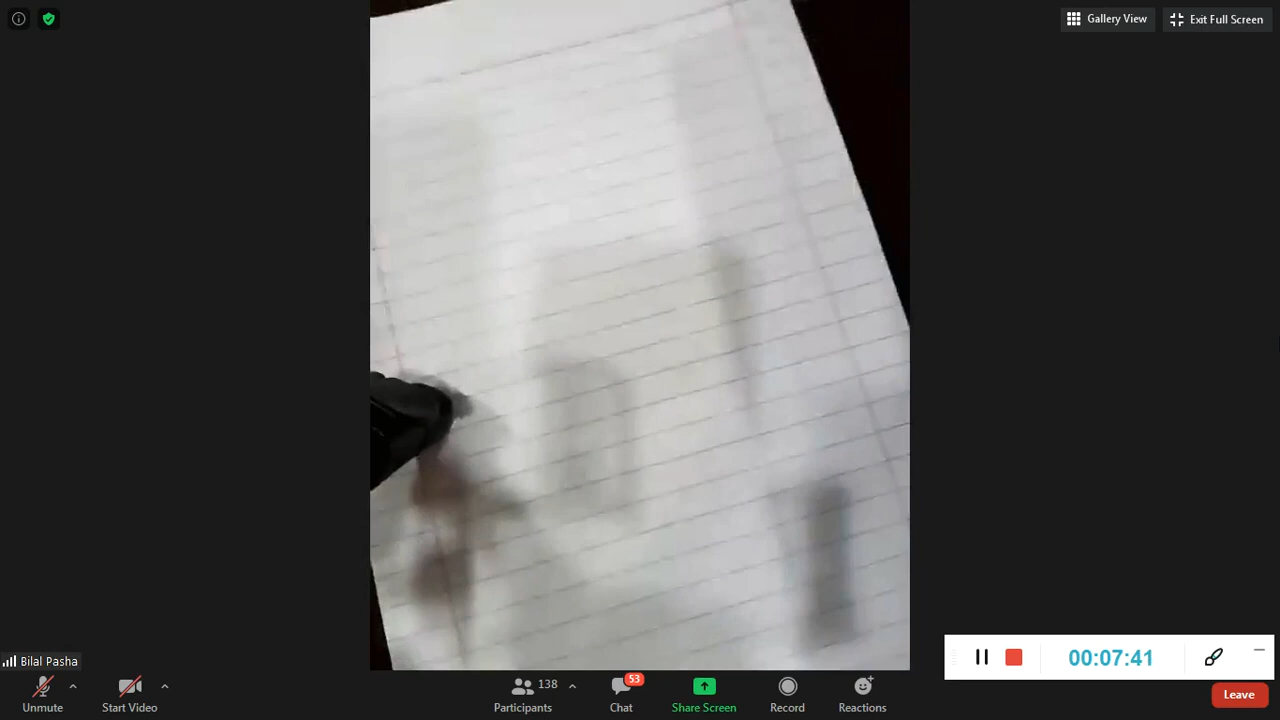 Gallery View
Exit Full Screen
Bilal Pasha
00:07:41
Unmute
Start Video
Participants
138
Chat
53
Share Screen
Record
Reactions
Leave